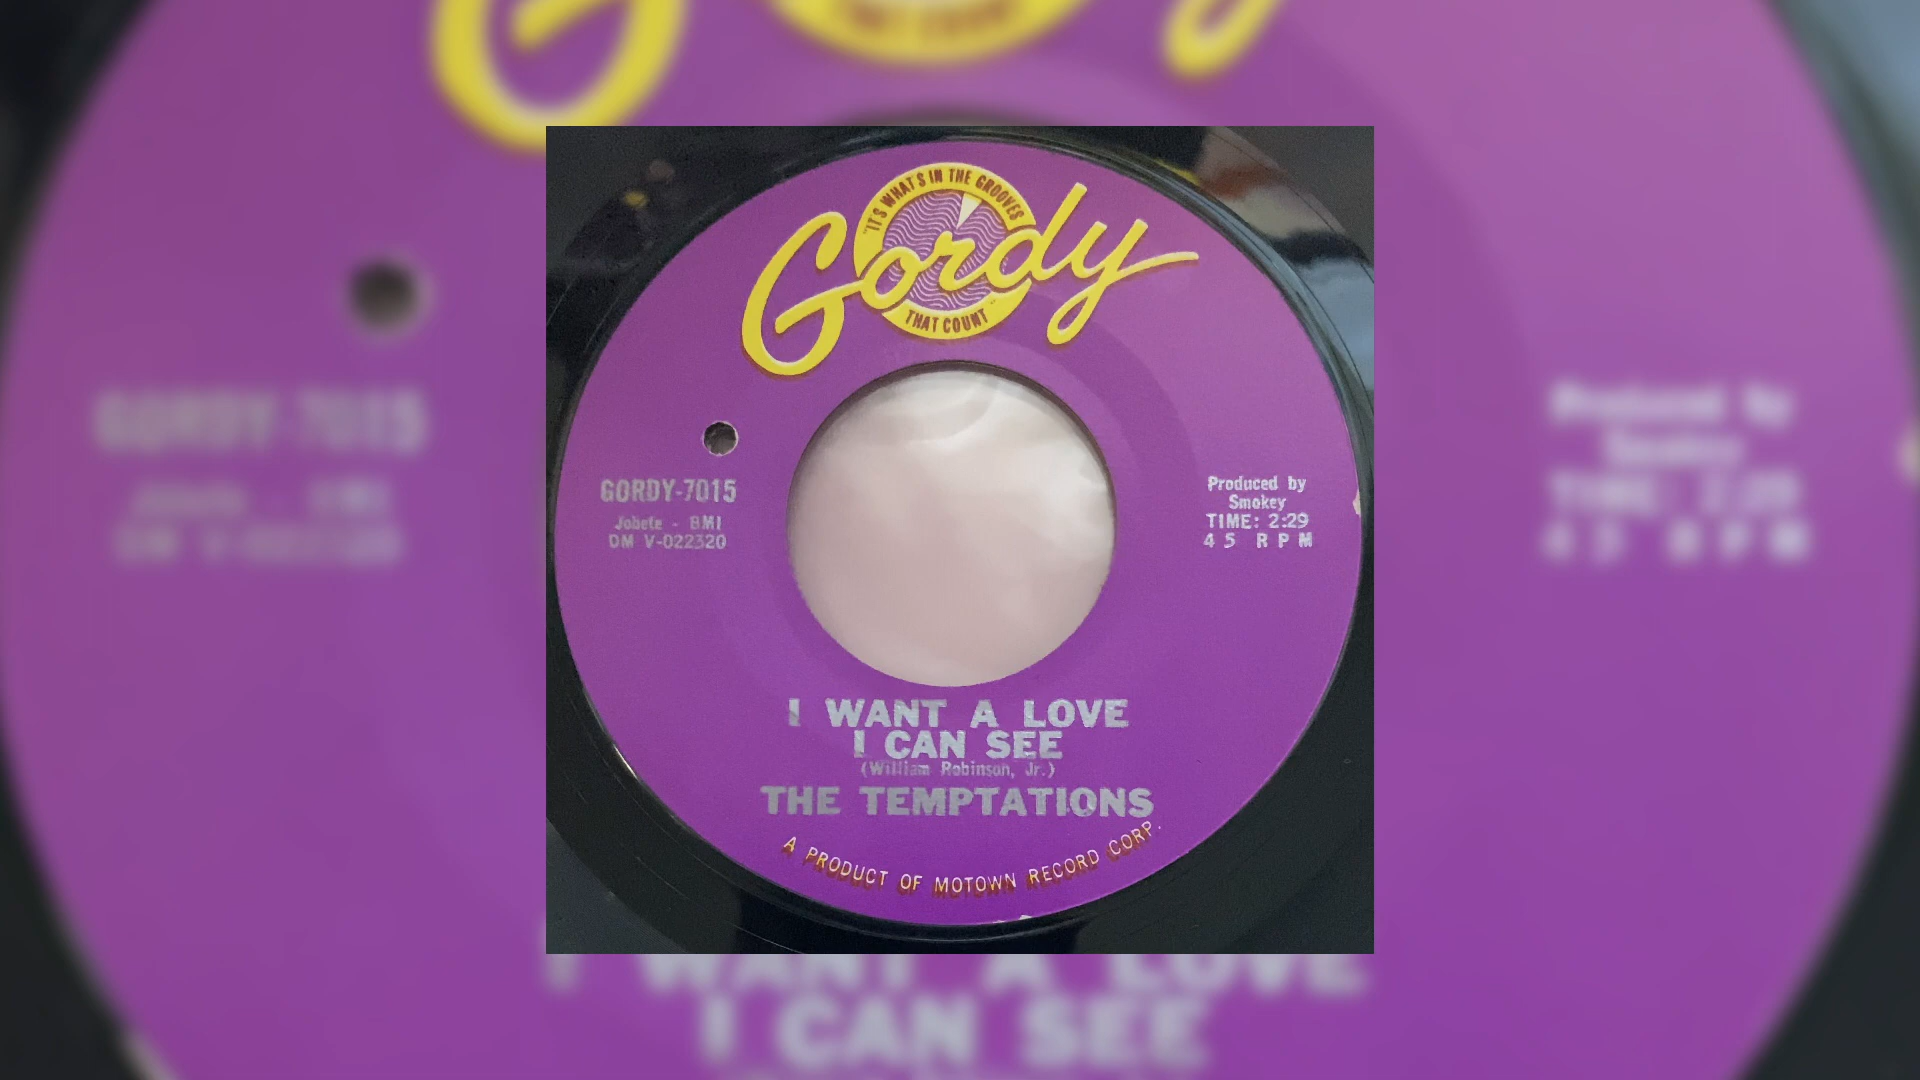 "IT'S WHAT'S IN THE GROOVES
Gordy
THAT COUNT"
GORDY-7015
Jobete - BMI
DM V-022320
Produced by
Smokey
TIME: 2:29
45 RPM
I WANT A LOVE
I CAN SEE
(William Robinson, Jr.)
THE TEMPTATIONS
A PRODUCT OF MOTOWN RECORD CORP.